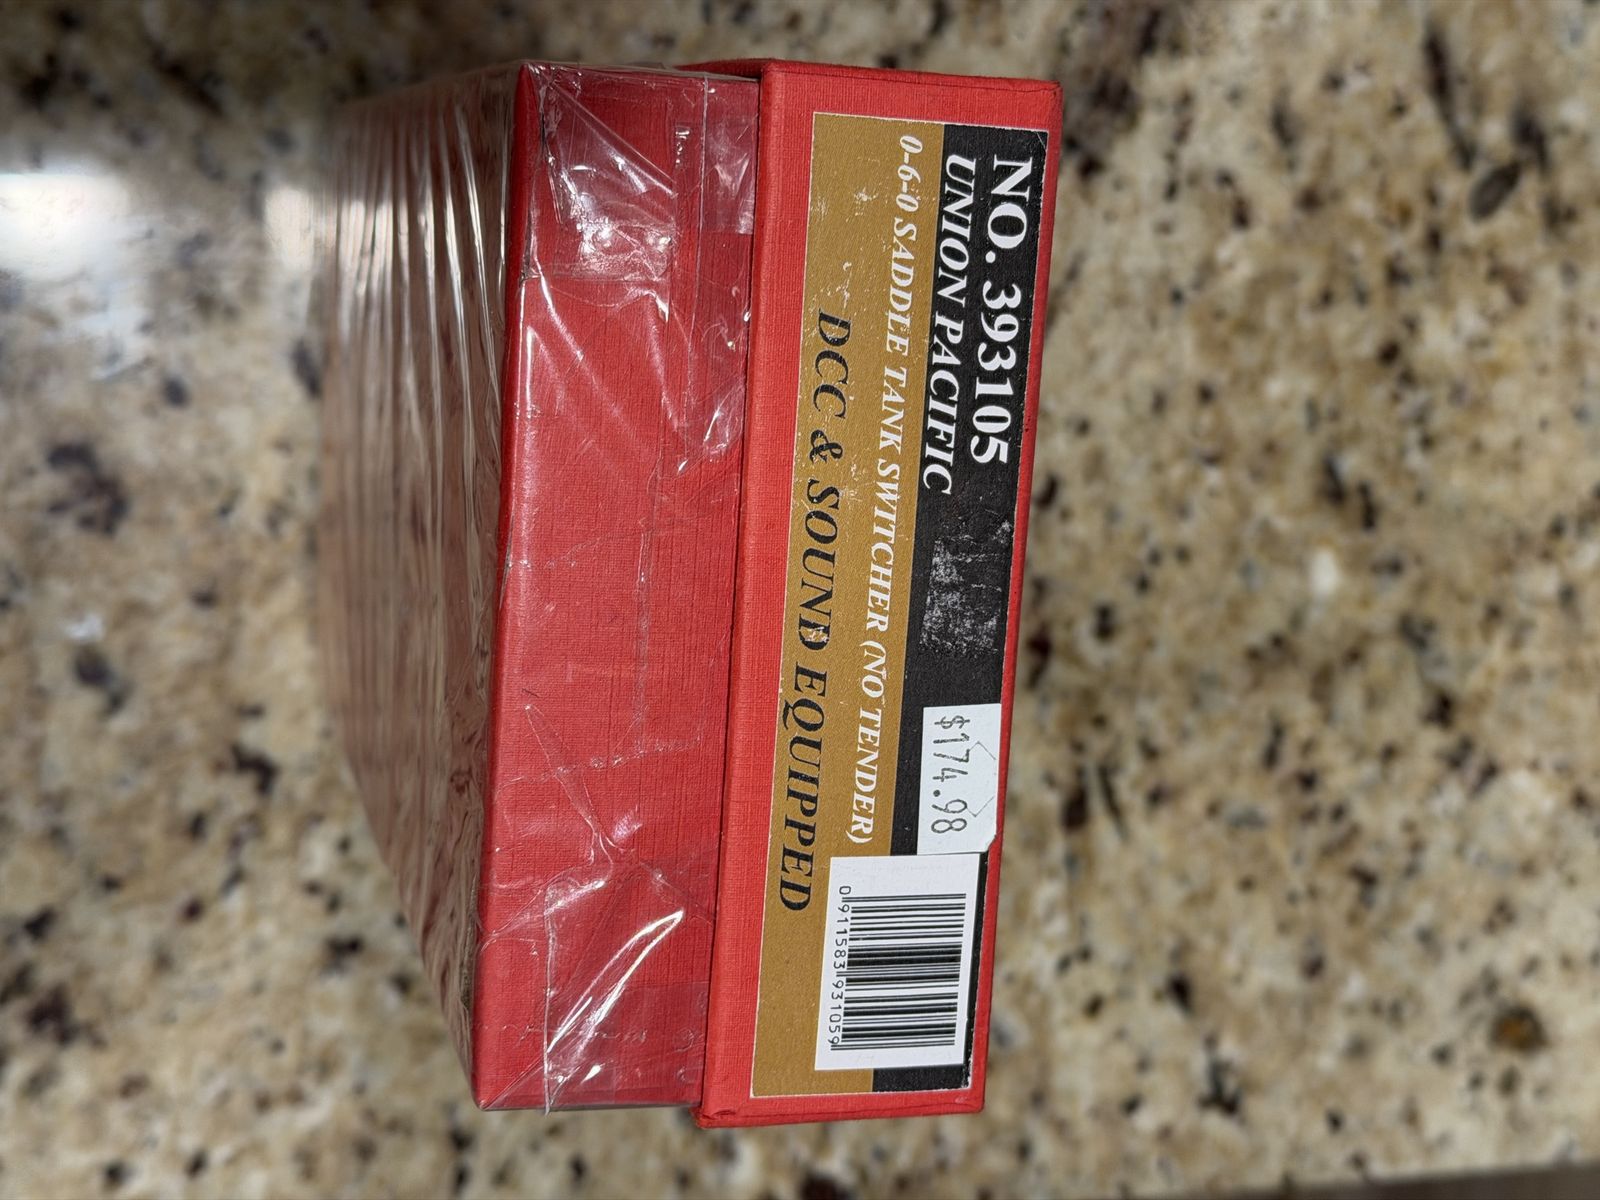 NO. 393105
UNION PACIFIC
0-6-0 SADDLE TANK SWITCHER (NO TENDER)
DCC & SOUND EQUIPPED
$174.98
0 91158 39310 59